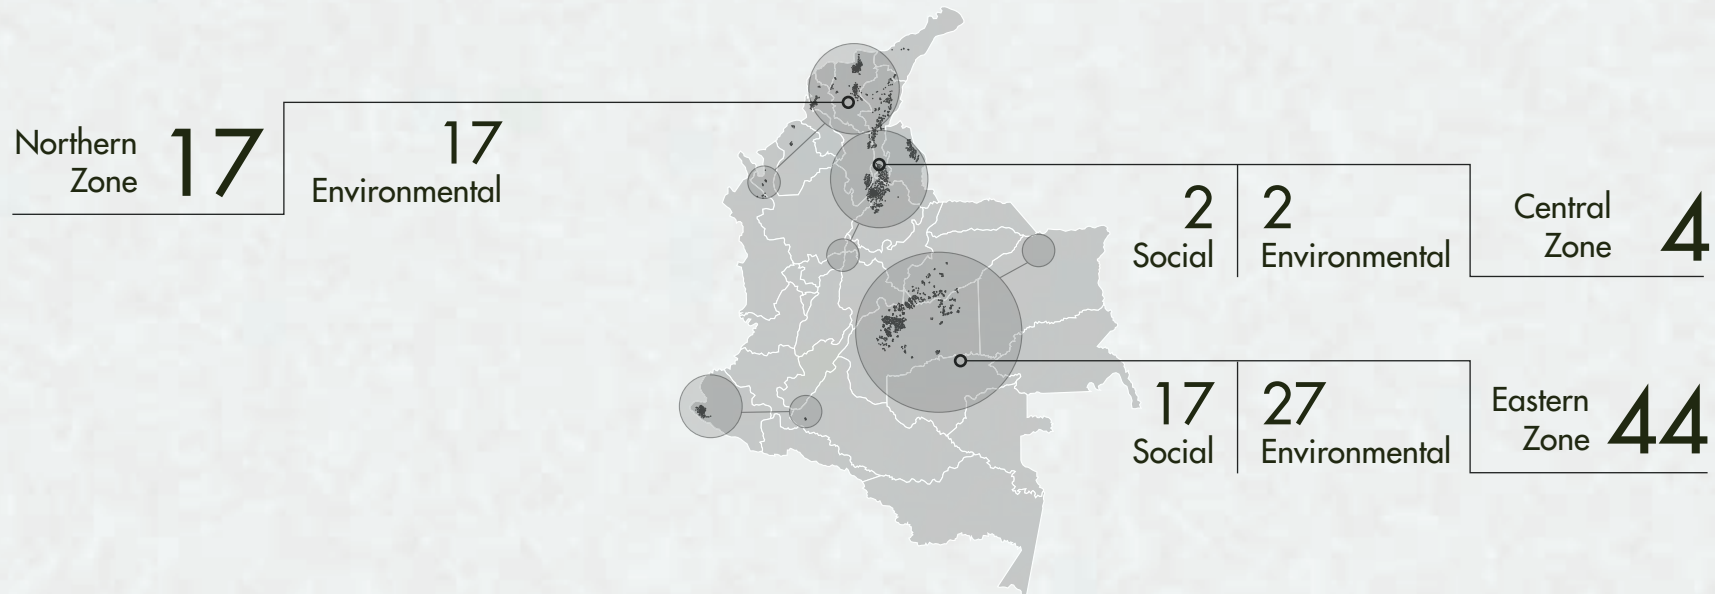 Northern
Zone
17
17
Environmental
2
Social
2
Environmental
Central
Zone
4
17
Social
27
Environmental
Eastern
Zone
44